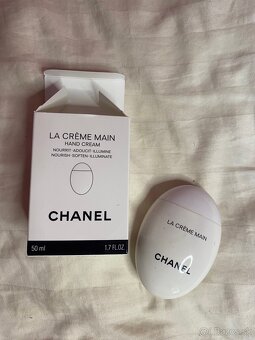 LA CRÈME MAIN
HAND CREAM
NOURRIT-ADOUCIT-ILLUMINE
NOURISH-SOFTEN-ILLUMINATE
CHANEL
50 ml
1.7 FL.OZ.
LA CRÈME MAIN
CHANEL